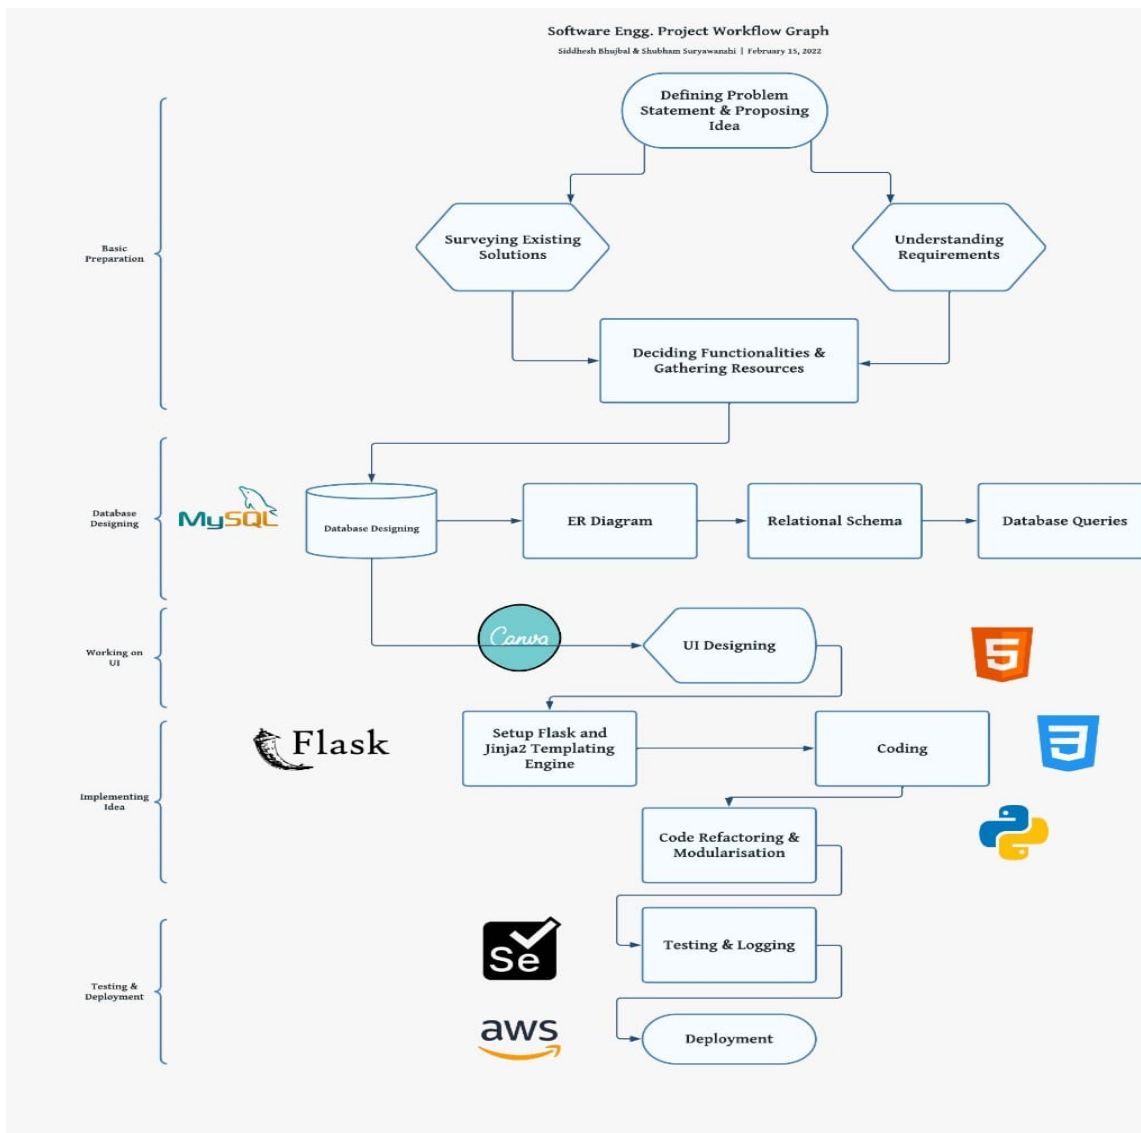 Software Engg. Project Workflow Graph
Siddhesh Bhujbal & Shubham Suryawanshi | February 15, 2022
Defining Problem
Statement & Proposing
Idea
Basic
Preparation
Surveying Existing
Solutions
Understanding
Requirements
Deciding Functionalities &
Gathering Resources
Database
Designing
MySQL
Database Designing
ER Diagram
Relational Schema
Database Queries
Working on
UI
Canva
UI Designing
5
Flask
Setup Flask and
Jinja2 Templating
Engine
Coding
3
Implementing
Idea
Code Refactoring &
Modularisation
Testing &
Deployment
Se
Testing & Logging
aws
Deployment